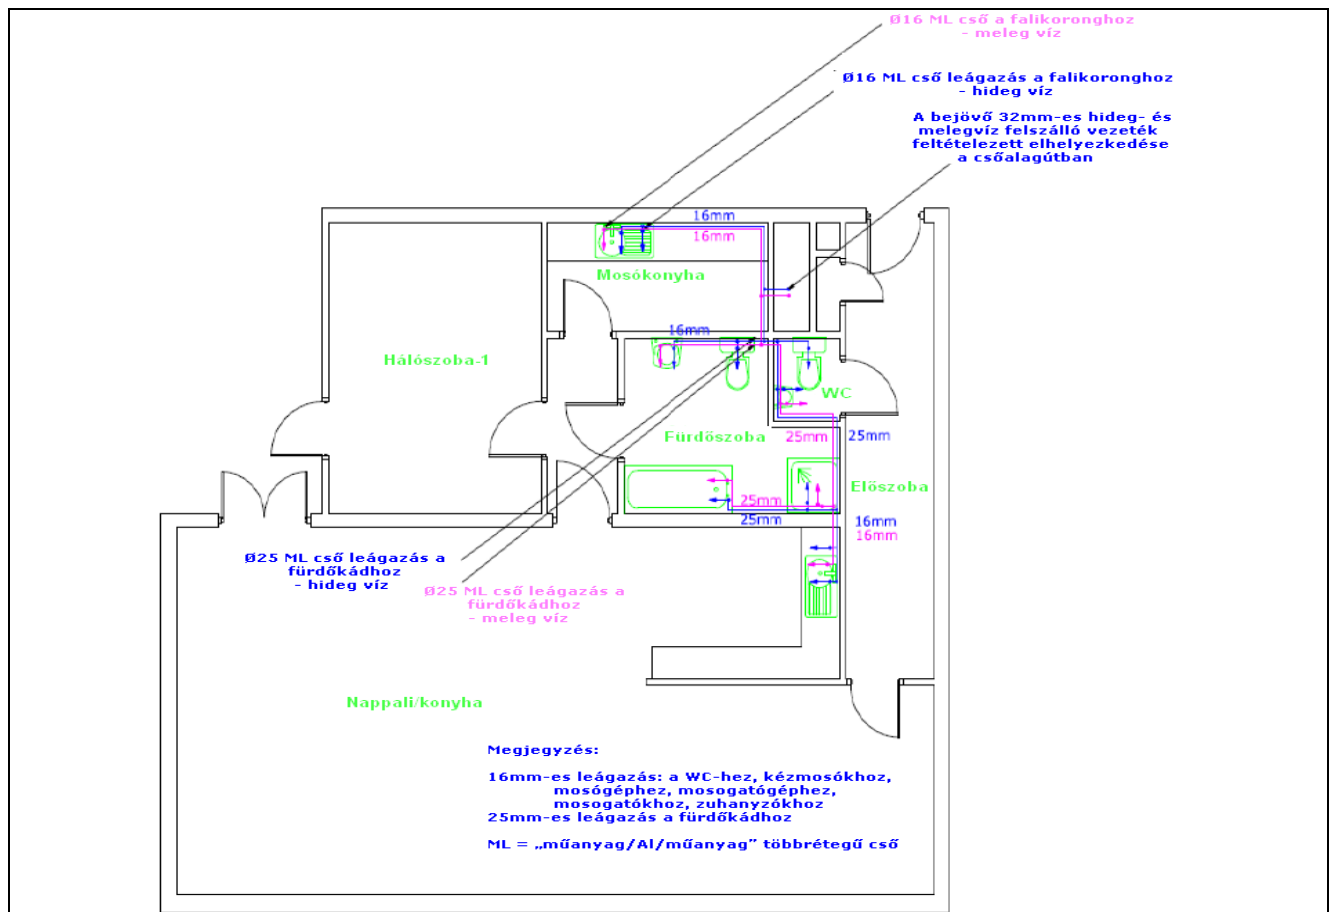 Ø16 ML cső a falikoronghoz
- meleg víz
Ø16 ML cső leágazás a falikoronghoz
- hideg víz
A bejövő 32mm-es hideg- és
melegvíz felszálló vezeték
feltételezett elhelyezkedése
a csőalagútban
16mm
16mm
Mosókonyha
16mm
Hálószoba-1
WC
Fürdőszoba
25mm
25mm
Előszoba
25mm
25mm
16mm
16mm
Ø25 ML cső leágazás a
fürdőkádhoz
- hideg víz
Ø25 ML cső leágazás a
fürdőkádhoz
- meleg víz
Nappali/konyha
Megjegyzés:
16mm-es leágazás: a WC-hez, kézmosókhoz,
mosógéphez, mosogatógéphez,
mosogatókhoz, zuhanyzókhoz
25mm-es leágazás a fürdőkádhoz
ML = „műanyag/Al/műanyag” többrétegű cső